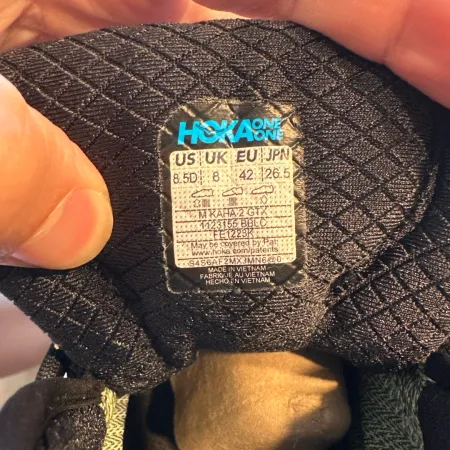 HOKA ONE ONE
US UK EU JPN
8.5D 8 42 26.5
M KAHA 2 GTX
1123155 BBLC
FE1223K
May be covered by Pat.
www.hoka.com/patents
MADE IN VIETNAM
FABRIQUE AU VIETNAM
HECHO EN VIETNAM